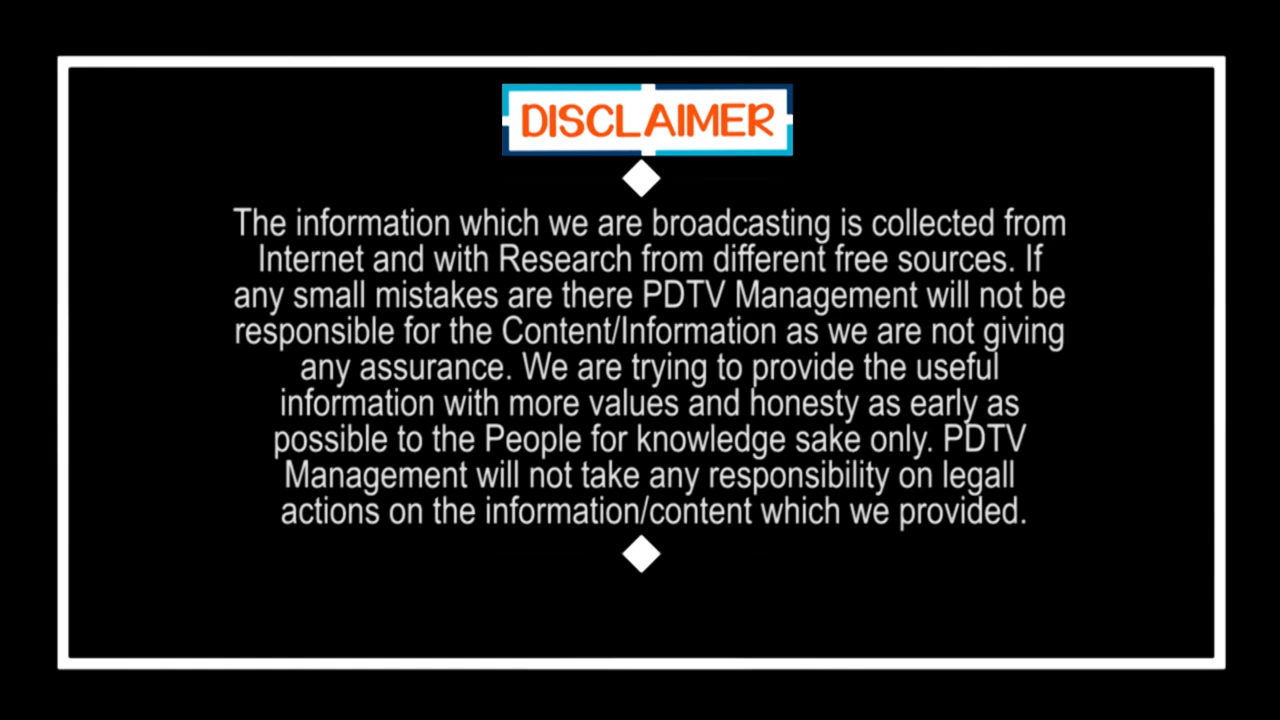 DISCLAIMER
The information which we are broadcasting is collected from
Internet and with Research from different free sources. If
any small mistakes are there PDTV Management will not be
responsible for the Content/Information as we are not giving
any assurance. We are trying to provide the useful
information with more values and honesty as early as
possible to the People for knowledge sake only. PDTV
Management will not take any responsibility on legall
actions on the information/content which we provided.